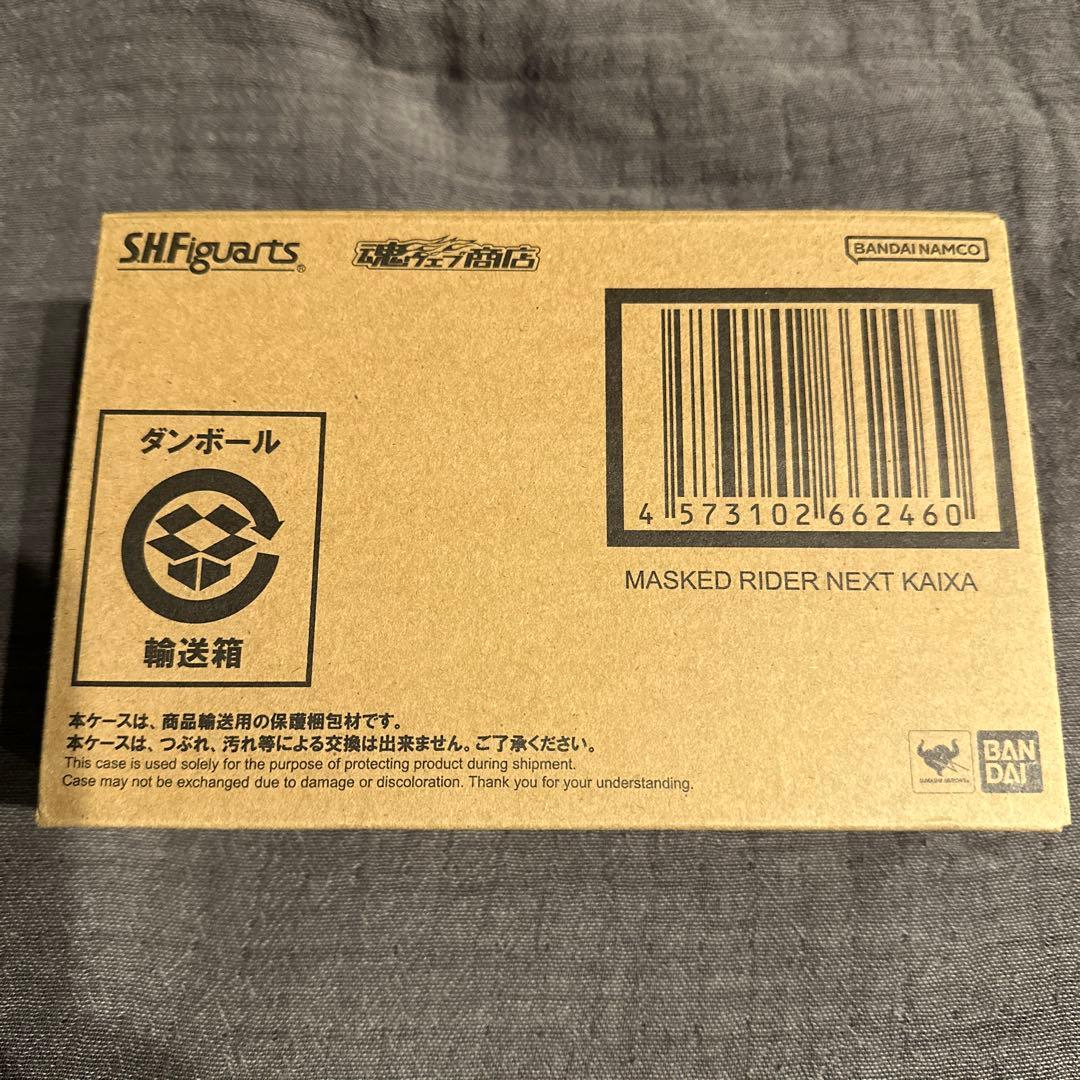 S.H.Figuarts®
魂ウェブ商店
BANDAI NAMCO
4 573102 662460
MASKED RIDER NEXT KAIXA
ダンボール
輸送箱
本ケースは、商品輸送用の保護梱包材です。
本ケースは、つぶれ、汚れ等による交換は出来ません。ご了承ください。
This case is used solely for the purpose of protecting product during shipment.
Case may not be exchanged due to damage or discoloration. Thank you for your understanding.
TAMASHII NATIONS
BAN
DAI